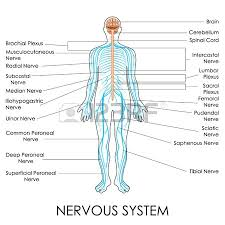 Brain
Cerebellum
Spinal Cord
Brachial Plexus
Musculocutaneous
Nerve
Radial Nerve
Subcostal
Nerve
Median Nerve
Iliohypogastric
Nerve
Ulnar Nerve
Common Peroneal
Nerve
Deep Peroneal
Nerve
Superficial Peroneal
Nerve
Intercostal
Nerve
Lumbar
Plexus
Sacral Plexus
Femoral
Nerve
Pudendal
Nerve
Sciatic
Nerve
Saphenous Nerve
Tibial Nerve
123RF
NERVOUS SYSTEM